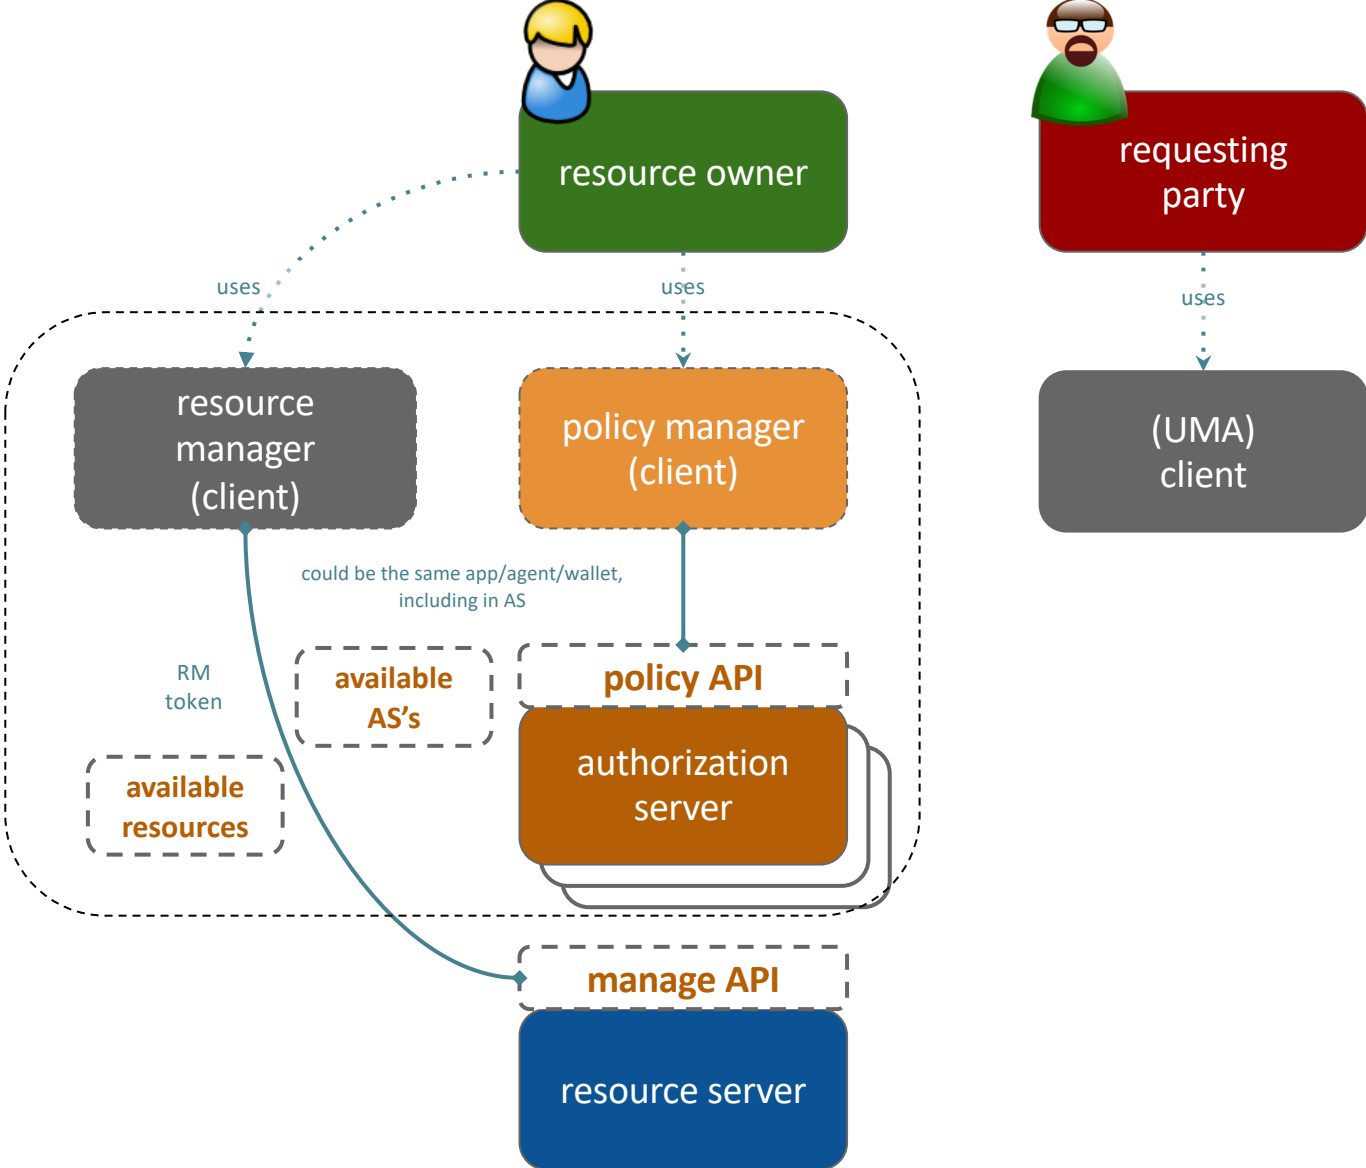 resource owner
requesting
party
uses
uses
uses
resource
manager
(client)
policy manager
(client)
(UMA)
client
could be the same app/agent/wallet,
including in AS
RM
token
available
AS’s
policy API
available
resources
authorization
server
manage API
resource server